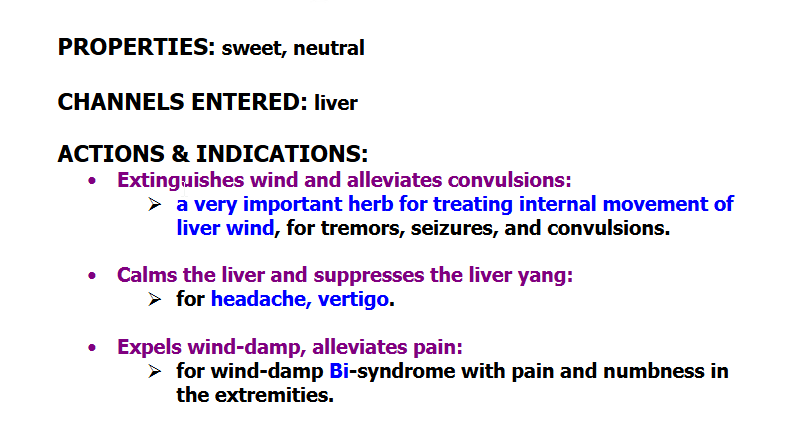 PROPERTIES: sweet, neutral
CHANNELS ENTERED: liver
ACTIONS & INDICATIONS:
• Extinguishes wind and alleviates convulsions:
➢ a very important herb for treating internal movement of
liver wind, for tremors, seizures, and convulsions.
• Calms the liver and suppresses the liver yang:
➢ for headache, vertigo.
• Expels wind-damp, alleviates pain:
➢ for wind-damp Bi-syndrome with pain and numbness in
the extremities.